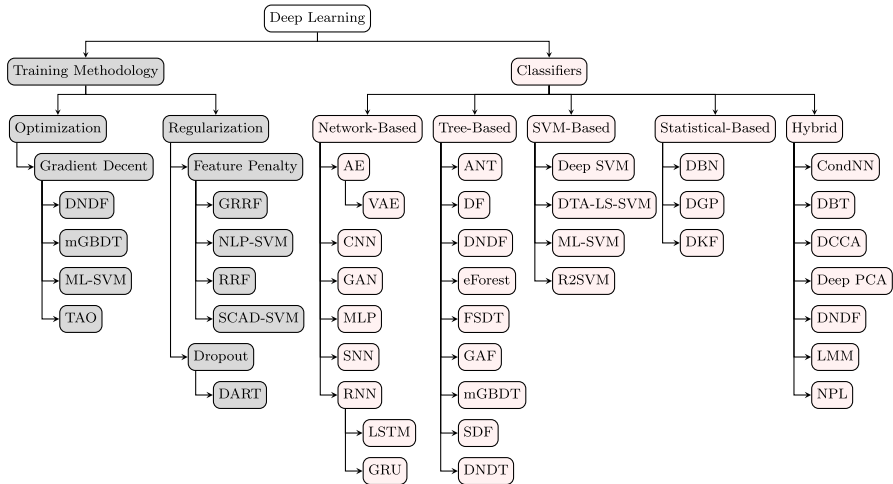 Deep Learning
Training Methodology
Classifiers
Optimization
Regularization
Network-Based
Tree-Based
SVM-Based
Statistical-Based
Hybrid
Gradient Decent
DNDF
mGBDT
ML-SVM
TAO
Feature Penalty
GRRF
NLP-SVM
RRF
SCAD-SVM
Dropout
DART
AE
VAE
CNN
GAN
MLP
SNN
RNN
LSTM
GRU
ANT
DF
DNDF
eForest
FSDT
GAF
mGBDT
SDF
DNDT
Deep SVM
DTA-LS-SVM
ML-SVM
R2SVM
DBN
DGP
DKF
CondNN
DBT
DCCA
Deep PCA
DNDF
LMM
NPL